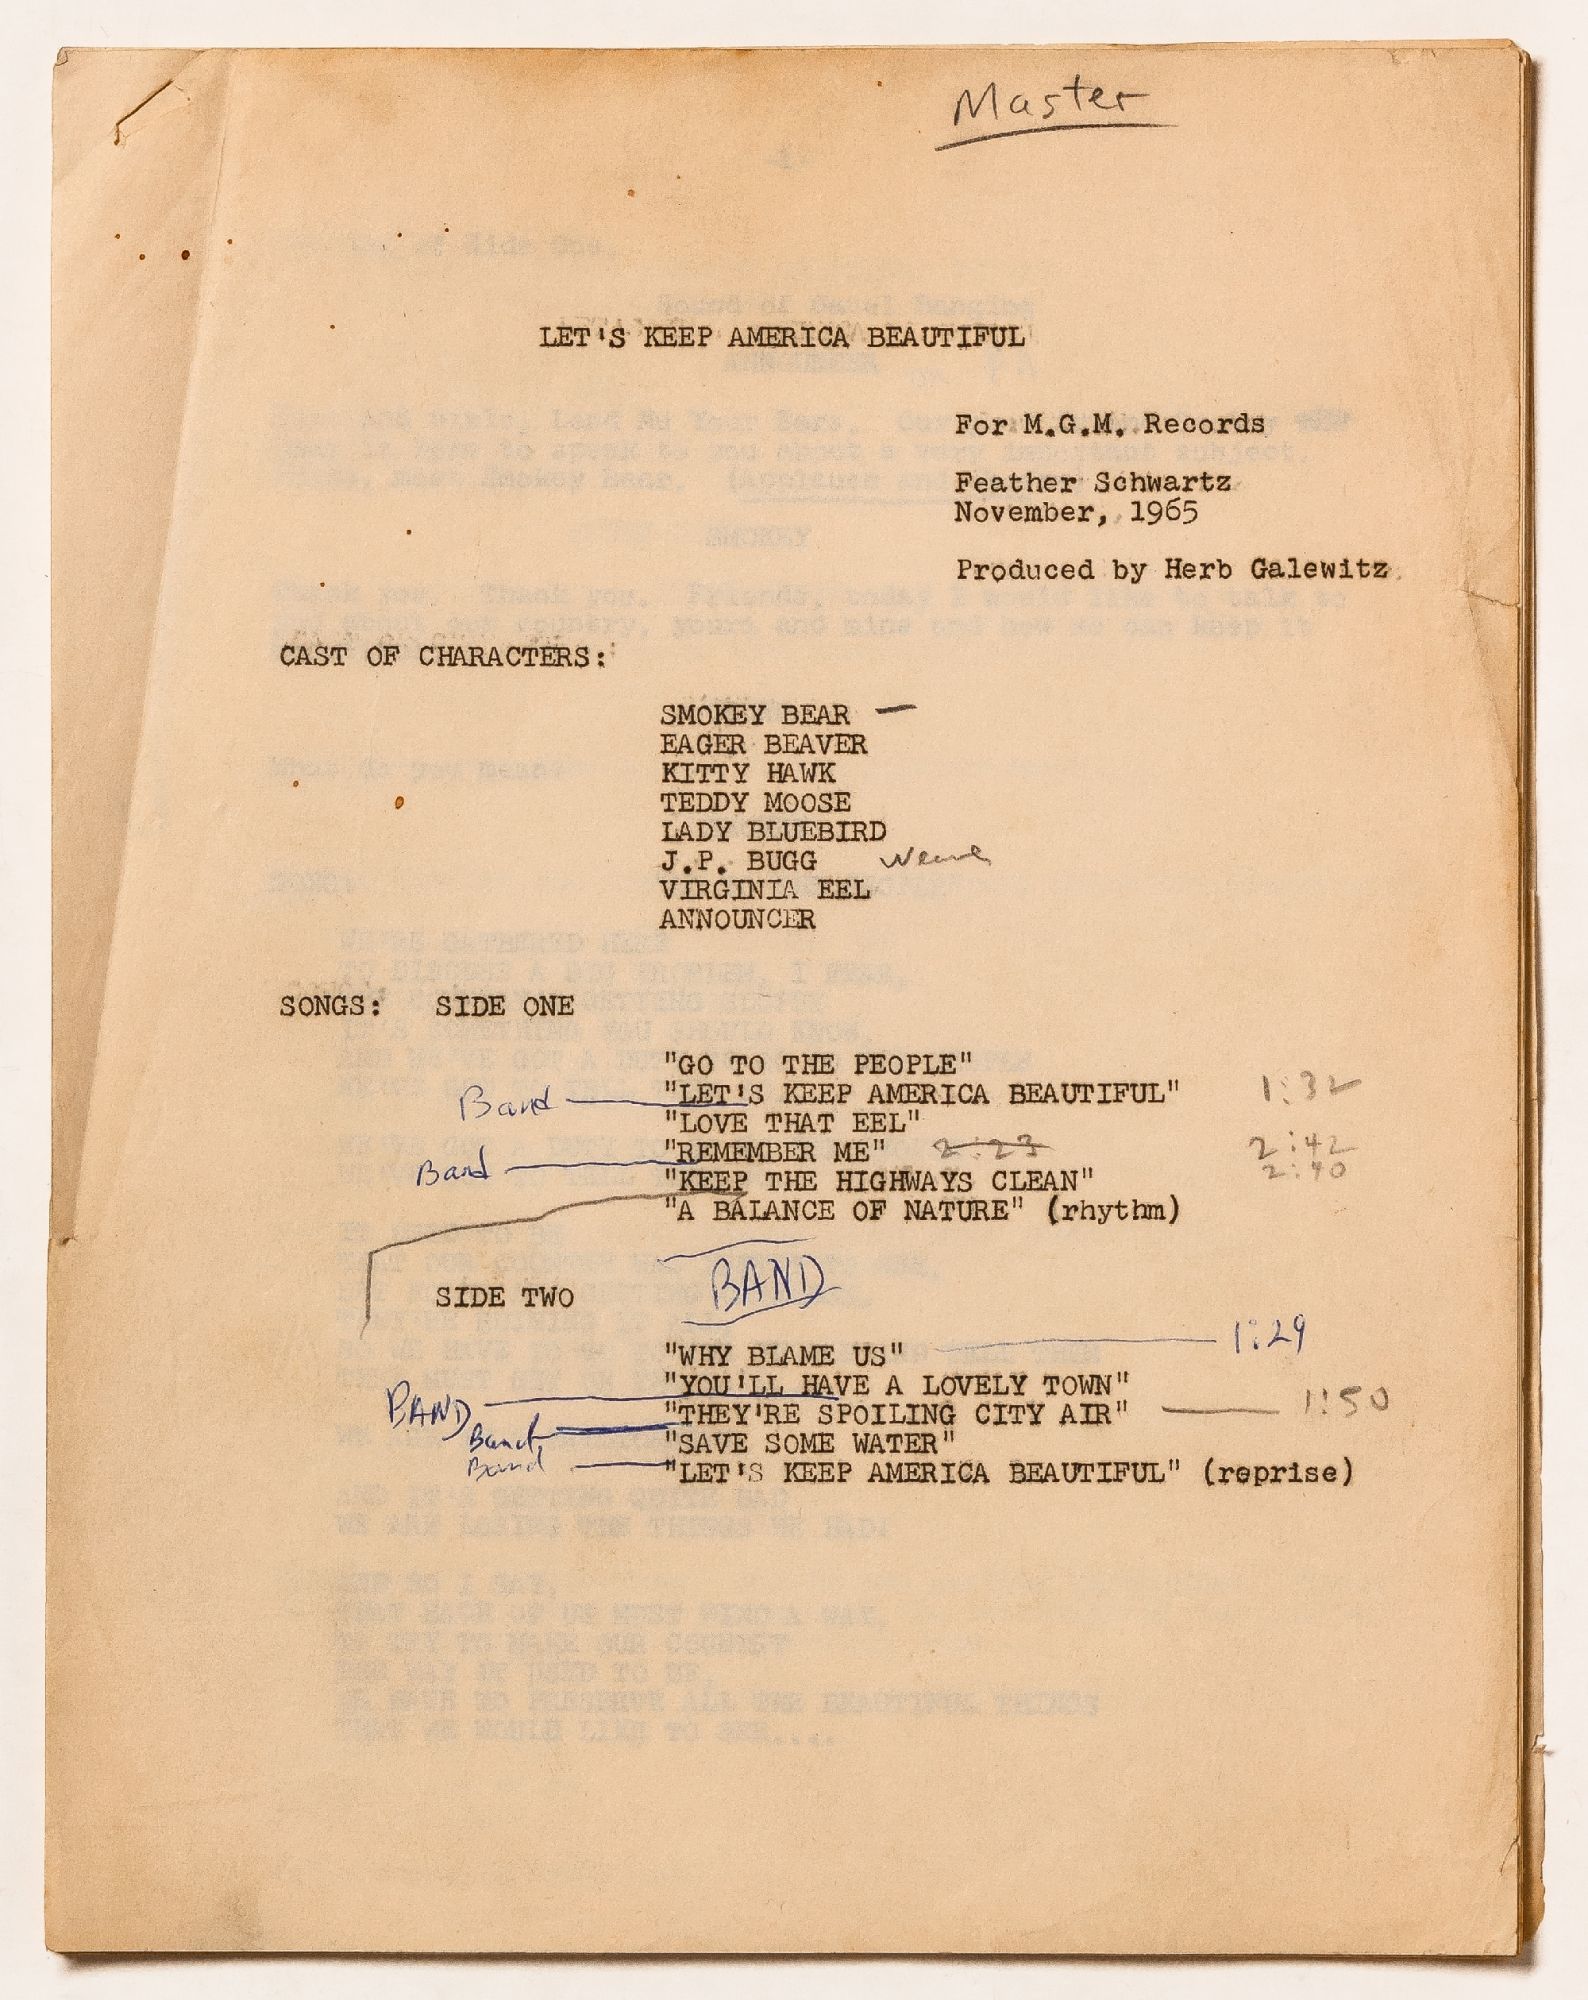 Master
LET'S KEEP AMERICA BEAUTIFUL
For M.G.M. Records
Feather Schwartz
November, 1965
Produced by Herb Galewitz
CAST OF CHARACTERS:
SMOKEY BEAR —
EAGER BEAVER
KITTY HAWK
TEDDY MOOSE
LADY BLUEBIRD
J.P. BUGG
VIRGINIA EEL
ANNOUNCER
SONGS: SIDE ONE
"GO TO THE PEOPLE"
Band "LET'S KEEP AMERICA BEAUTIFUL" 1:32
"LOVE THAT EEL"
"REMEMBER ME" 2:23 2:42
Band "KEEP THE HIGHWAYS CLEAN" 2:40
"A BALANCE OF NATURE" (rhythm)
SIDE TWO BAND
"WHY BLAME US" 1:29
"YOU'LL HAVE A LOVELY TOWN"
BAND "THEY'RE SPOILING CITY AIR" 1:50
Band "SAVE SOME WATER"
Band "LET'S KEEP AMERICA BEAUTIFUL" (reprise)